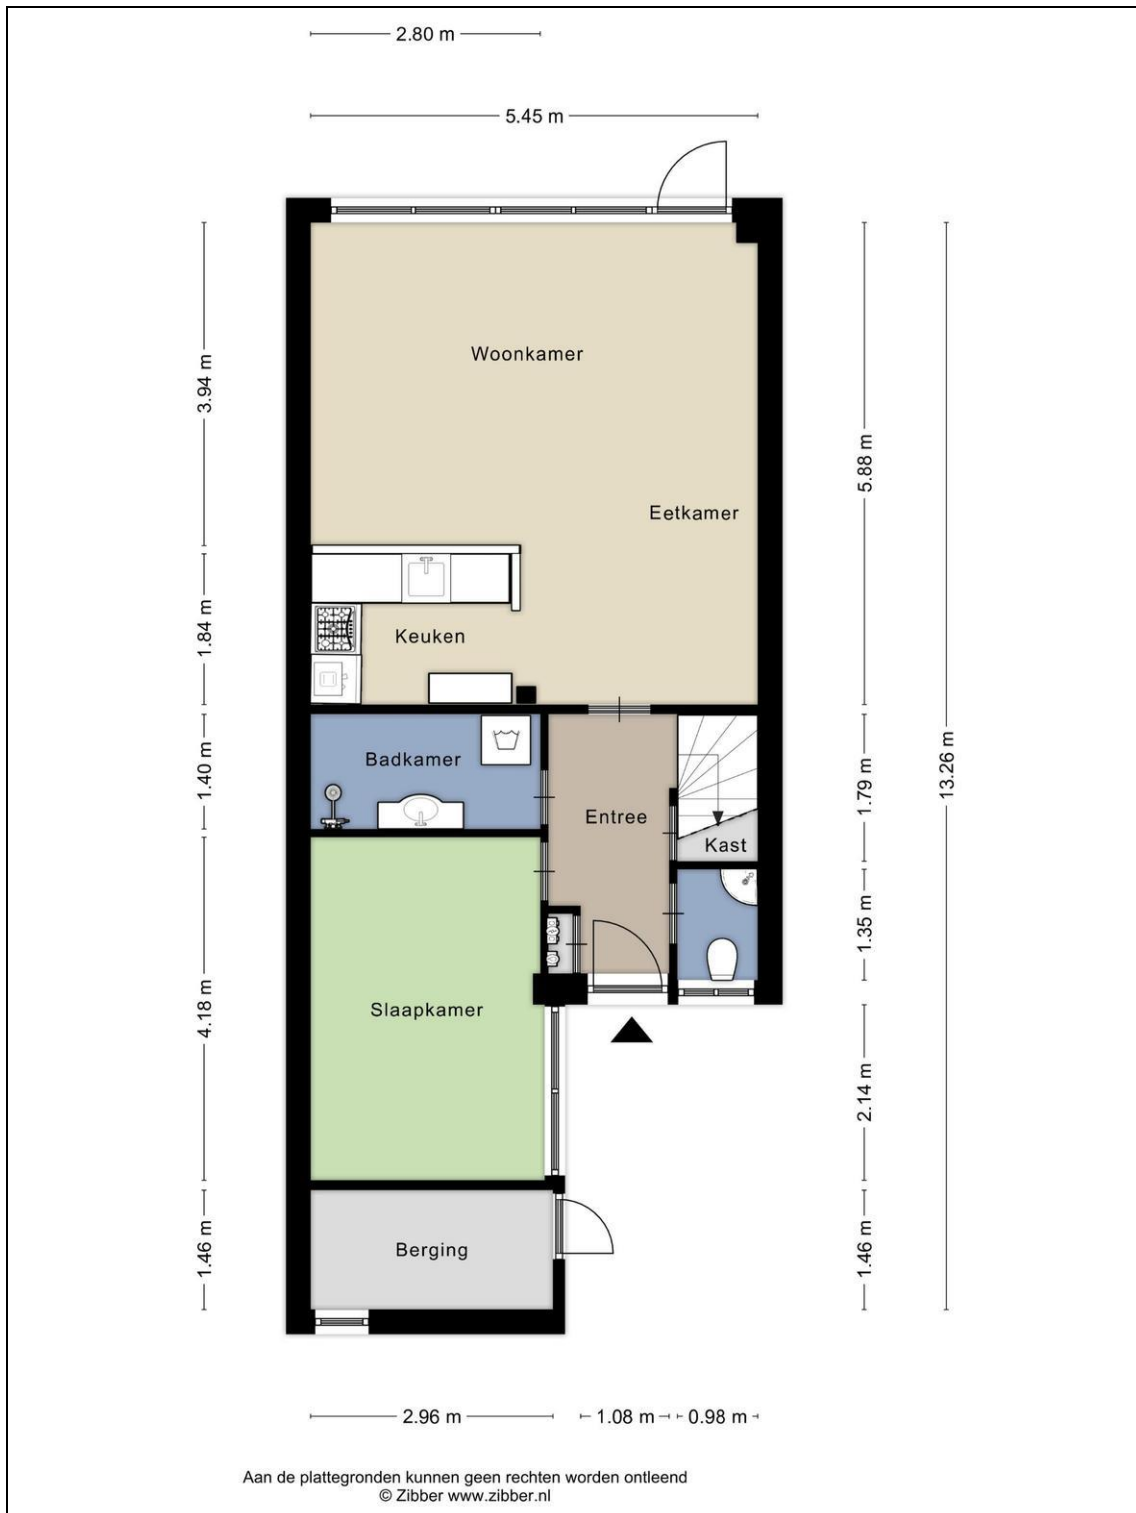 2.80 m
5.45 m
Woonkamer
3.94 m
5.88 m
Eetkamer
Keuken
1.84 m
Badkamer
1.40 m
1.79 m
13.26 m
Entree
Kast
1.35 m
Slaapkamer
4.18 m
2.14 m
Berging
1.46 m
1.46 m
2.96 m
1.08 m
0.98 m
Aan de plattegronden kunnen geen rechten worden ontleend
© Zibber www.zibber.nl